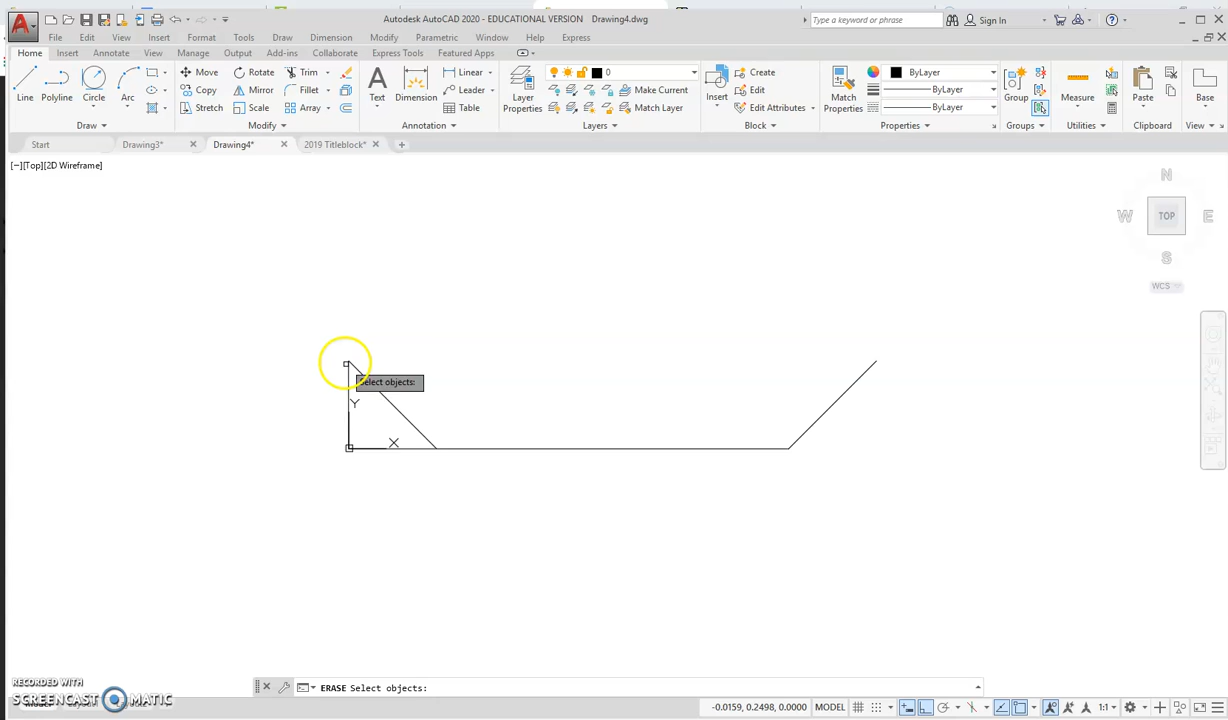 Autodesk AutoCAD 2020 - EDUCATIONAL VERSION Drawing4.dwg
Type a keyword or phrase
Sign In
File Edit View Insert Format Tools Draw Dimension Modify Parametric Window Help Express
Home Insert Annotate View Manage Output Add-ins Collaborate Express Tools Featured Apps
Move Rotate Trim Linear 0 Create ByLayer
Copy Mirror Fillet Leader Make Current Edit ByLayer
Stretch Scale Array Table Match Layer Edit Attributes ByLayer
Line Polyline Circle Arc Text Dimension Layer Properties Insert Match Properties Group Measure Paste Base
Draw Modify Annotation Layers Block Properties Groups Utilities Clipboard View
Start Drawing3* Drawing4* 2019 Titleblock*
[−][Top][2D Wireframe]
N
W TOP E
S
WCS
Select objects:
Y
X
RECORDED WITH
SCREENCAST MATIC
ERASE Select objects:
Model
-0.0159, 0.2498, 0.0000 MODEL 1:1